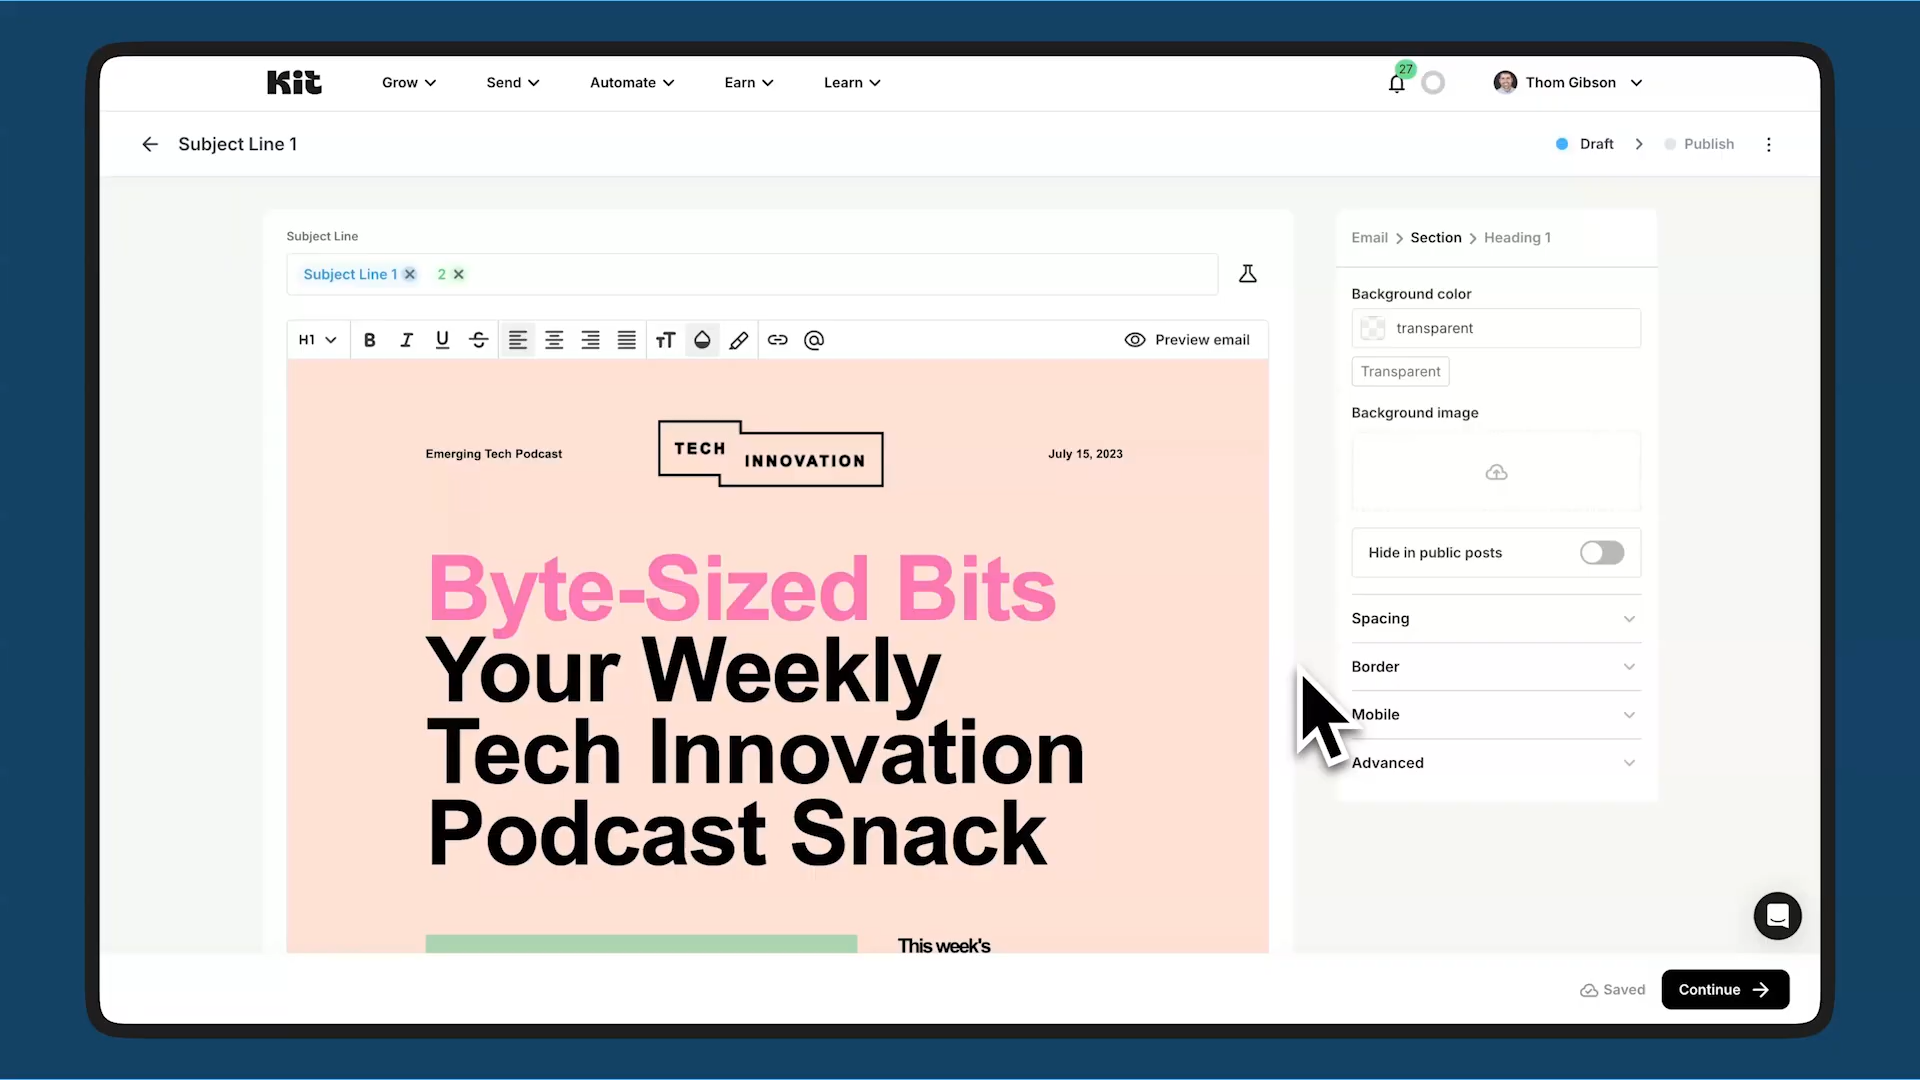 Kit Grow Send Automate Earn Learn 27 Thom Gibson
Subject Line 1 Draft Publish
Subject Line
Subject Line 1 2
H1 B I U S TT @ Preview email
Emerging Tech Podcast
TECH
INNOVATION
July 15, 2023
Byte-Sized Bits
Your Weekly
Tech Innovation
Podcast Snack
This week's
Email Section Heading 1
Background color
transparent
Transparent
Background image
Hide in public posts
Spacing
Border
Mobile
Advanced
Saved Continue